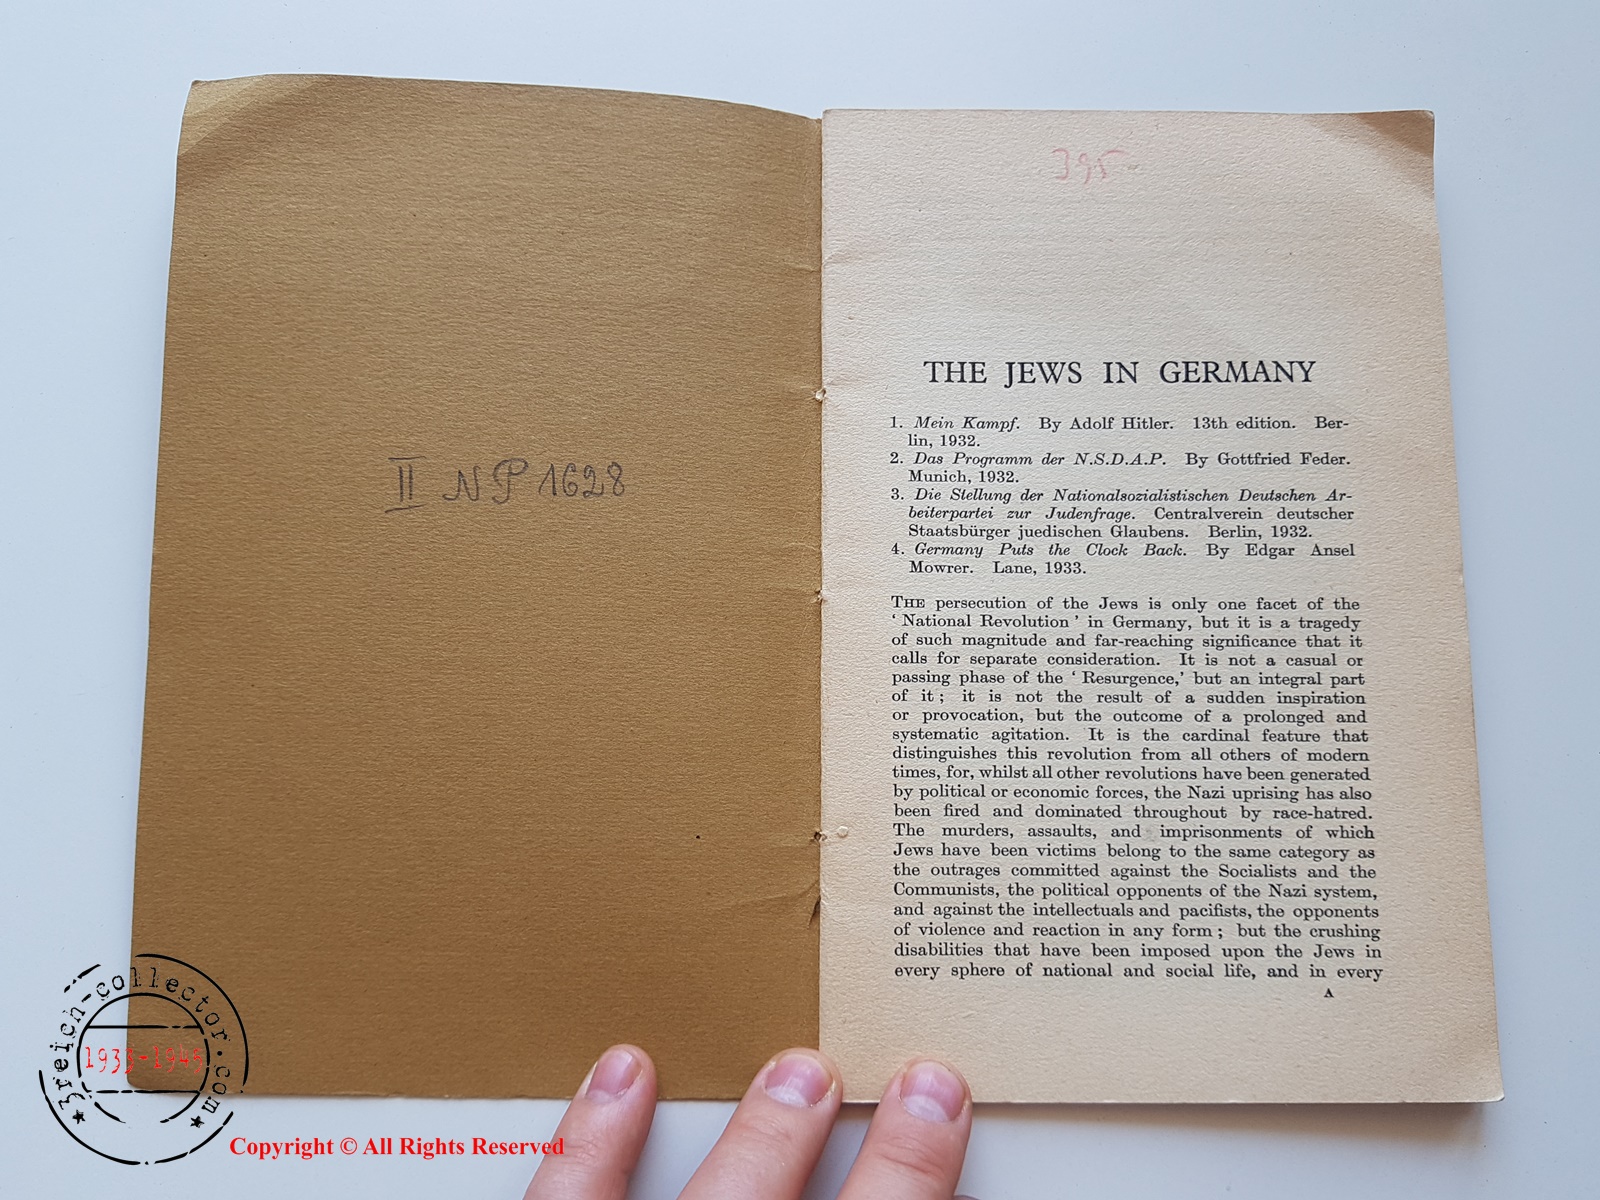 II NP 1628
395-
THE JEWS IN GERMANY
1. Mein Kampf. By Adolf Hitler. 13th edition. Ber-
lin, 1932.
2. Das Programm der N.S.D.A.P. By Gottfried Feder.
Munich, 1932.
3. Die Stellung der Nationalsozialistischen Deutschen Ar-
beiterpartei zur Judenfrage. Centralverein deutscher
Staatsbürger juedischen Glaubens. Berlin, 1932.
4. Germany Puts the Clock Back. By Edgar Ansel
Mowrer. Lane, 1933.
THE persecution of the Jews is only one facet of the
‘ National Revolution ’ in Germany, but it is a tragedy
of such magnitude and far-reaching significance that it
calls for separate consideration. It is not a casual or
passing phase of the ‘ Resurgence,’ but an integral part
of it ; it is not the result of a sudden inspiration
or provocation, but the outcome of a prolonged and
systematic agitation. It is the cardinal feature that
distinguishes this revolution from all others of modern
times, for, whilst all other revolutions have been generated
by political or economic forces, the Nazi uprising has also
been fired and dominated throughout by race-hatred.
The murders, assaults, and imprisonments of which
Jews have been victims belong to the same category as
the outrages committed against the Socialists and the
Communists, the political opponents of the Nazi system,
and against the intellectuals and pacifists, the opponents
of violence and reaction in any form ; but the crushing
disabilities that have been imposed upon the Jews in
every sphere of national and social life, and in every
A
3reich-collector.com
1933-1945
Copyright © All Rights Reserved